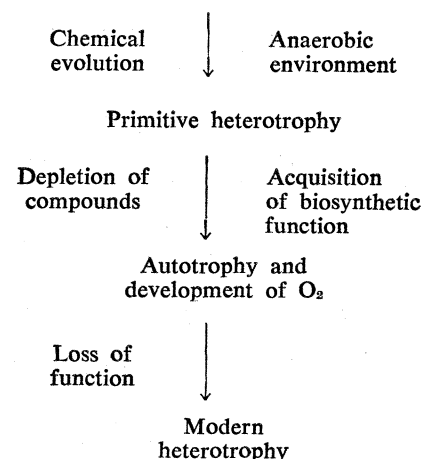 Chemical
evolution
Anaerobic
environment
Primitive heterotrophy
Depletion of
compounds
Acquisition
of biosynthetic
function
Autotrophy and
development of O₂
Loss of
function
Modern
heterotrophy